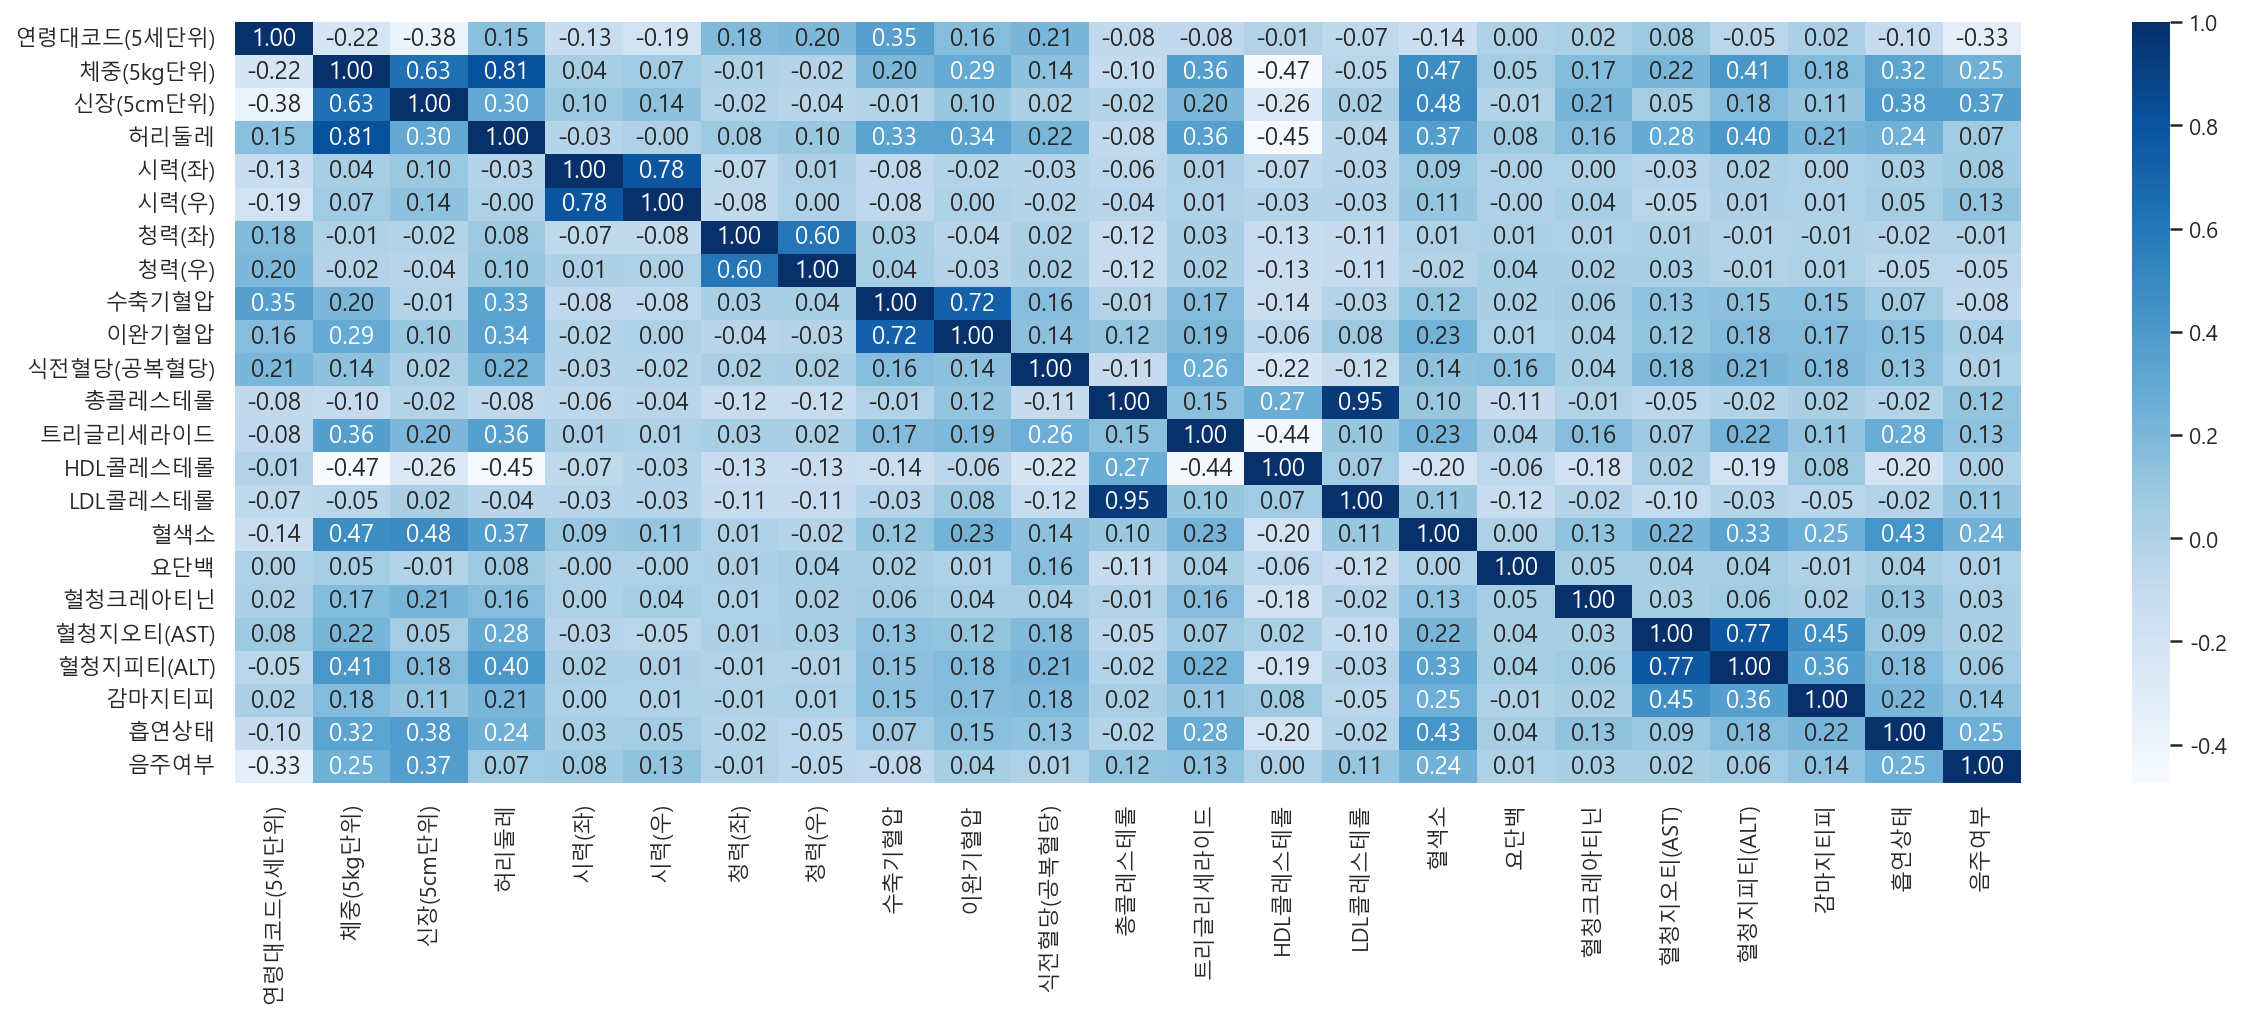 연령대코드(5세단위) 1.00 -0.22 -0.38 0.15 -0.13 -0.19 0.18 0.20 0.35 0.16 0.21 -0.08 -0.08 -0.01 -0.07 -0.14 0.00 0.02 0.08 -0.05 0.02 -0.10 -0.33
체중(5kg단위) -0.22 1.00 0.63 0.81 0.04 0.07 -0.01 -0.02 0.20 0.29 0.14 -0.10 0.36 -0.47 -0.05 0.47 0.05 0.17 0.22 0.41 0.18 0.32 0.25
신장(5cm단위) -0.38 0.63 1.00 0.30 0.10 0.14 -0.02 -0.04 -0.01 0.10 0.02 -0.02 0.20 -0.26 0.02 0.48 -0.01 0.21 0.05 0.18 0.11 0.38 0.37
허리둘레 0.15 0.81 0.30 1.00 -0.03 -0.00 0.08 0.10 0.33 0.34 0.22 -0.08 0.36 -0.45 -0.04 0.37 0.08 0.16 0.28 0.40 0.21 0.24 0.07
시력(좌) -0.13 0.04 0.10 -0.03 1.00 0.78 -0.07 0.01 -0.08 -0.02 -0.03 -0.06 0.01 -0.07 -0.03 0.09 -0.00 0.00 -0.03 0.02 0.00 0.03 0.08
시력(우) -0.19 0.07 0.14 -0.00 0.78 1.00 -0.08 0.00 -0.08 0.00 -0.02 -0.04 0.01 -0.03 -0.03 0.11 -0.00 0.04 -0.05 0.01 0.01 0.05 0.13
청력(좌) 0.18 -0.01 -0.02 0.08 -0.07 -0.08 1.00 0.60 0.03 -0.04 0.02 -0.12 0.03 -0.13 -0.11 0.01 0.01 0.01 0.01 -0.01 -0.01 -0.02 -0.01
청력(우) 0.20 -0.02 -0.04 0.10 0.01 0.00 0.60 1.00 0.04 -0.03 0.02 -0.12 0.02 -0.13 -0.11 -0.02 0.04 0.02 0.03 -0.01 0.01 -0.05 -0.05
수축기혈압 0.35 0.20 -0.01 0.33 -0.08 -0.08 0.03 0.04 1.00 0.72 0.16 -0.01 0.17 -0.14 -0.03 0.12 0.02 0.06 0.13 0.15 0.15 0.07 -0.08
이완기혈압 0.16 0.29 0.10 0.34 -0.02 0.00 -0.04 -0.03 0.72 1.00 0.14 0.12 0.19 -0.06 0.08 0.23 0.01 0.04 0.12 0.18 0.17 0.15 0.04
식전혈당(공복혈당) 0.21 0.14 0.02 0.22 -0.03 -0.02 0.02 0.02 0.16 0.14 1.00 -0.11 0.26 -0.22 -0.12 0.14 0.16 0.04 0.18 0.21 0.18 0.13 0.01
총콜레스테롤 -0.08 -0.10 -0.02 -0.08 -0.06 -0.04 -0.12 -0.12 -0.01 0.12 -0.11 1.00 0.15 0.27 0.95 0.10 -0.11 -0.01 -0.05 -0.02 0.02 -0.02 0.12
트리글리세라이드 -0.08 0.36 0.20 0.36 0.01 0.01 0.03 0.02 0.17 0.19 0.26 0.15 1.00 -0.44 0.10 0.23 0.04 0.16 0.07 0.22 0.11 0.28 0.13
HDL콜레스테롤 -0.01 -0.47 -0.26 -0.45 -0.07 -0.03 -0.13 -0.13 -0.14 -0.06 -0.22 0.27 -0.44 1.00 0.07 -0.20 -0.06 -0.18 0.02 -0.19 0.08 -0.20 0.00
LDL콜레스테롤 -0.07 -0.05 0.02 -0.04 -0.03 -0.03 -0.11 -0.11 -0.03 0.08 -0.12 0.95 0.10 0.07 1.00 0.11 -0.12 -0.02 -0.10 -0.03 -0.05 -0.02 0.11
혈색소 -0.14 0.47 0.48 0.37 0.09 0.11 0.01 -0.02 0.12 0.23 0.14 0.10 0.23 -0.20 0.11 1.00 0.00 0.13 0.22 0.33 0.25 0.43 0.24
요단백 0.00 0.05 -0.01 0.08 -0.00 -0.00 0.01 0.04 0.02 0.01 0.16 -0.11 0.04 -0.06 -0.12 0.00 1.00 0.05 0.04 0.04 -0.01 0.04 0.01
혈청크레아티닌 0.02 0.17 0.21 0.16 0.00 0.04 0.01 0.02 0.06 0.04 0.04 -0.01 0.16 -0.18 -0.02 0.13 0.05 1.00 0.03 0.06 0.02 0.13 0.03
혈청지오티(AST) 0.08 0.22 0.05 0.28 -0.03 -0.05 0.01 0.03 0.13 0.12 0.18 -0.05 0.07 0.02 -0.10 0.22 0.04 0.03 1.00 0.77 0.45 0.09 0.02
혈청지피티(ALT) -0.05 0.41 0.18 0.40 0.02 0.01 -0.01 -0.01 0.15 0.18 0.21 -0.02 0.22 -0.19 -0.03 0.33 0.04 0.06 0.77 1.00 0.36 0.18 0.06
감마지티피 0.02 0.18 0.11 0.21 0.00 0.01 -0.01 0.01 0.15 0.17 0.18 0.02 0.11 0.08 -0.05 0.25 -0.01 0.02 0.45 0.36 1.00 0.22 0.14
흡연상태 -0.10 0.32 0.38 0.24 0.03 0.05 -0.02 -0.05 0.07 0.15 0.13 -0.02 0.28 -0.20 -0.02 0.43 0.04 0.13 0.09 0.18 0.22 1.00 0.25
음주여부 -0.33 0.25 0.37 0.07 0.08 0.13 -0.01 -0.05 -0.08 0.04 0.01 0.12 0.13 0.00 0.11 0.24 0.01 0.03 0.02 0.06 0.14 0.25 1.00
연령대코드(5세단위)
체중(5kg단위)
신장(5cm단위)
허리둘레
시력(좌)
시력(우)
청력(좌)
청력(우)
수축기혈압
이완기혈압
식전혈당(공복혈당)
총콜레스테롤
트리글리세라이드
HDL콜레스테롤
LDL콜레스테롤
혈색소
요단백
혈청크레아티닌
혈청지오티(AST)
혈청지피티(ALT)
감마지티피
흡연상태
음주여부
1.0
0.8
0.6
0.4
0.2
0.0
-0.2
-0.4